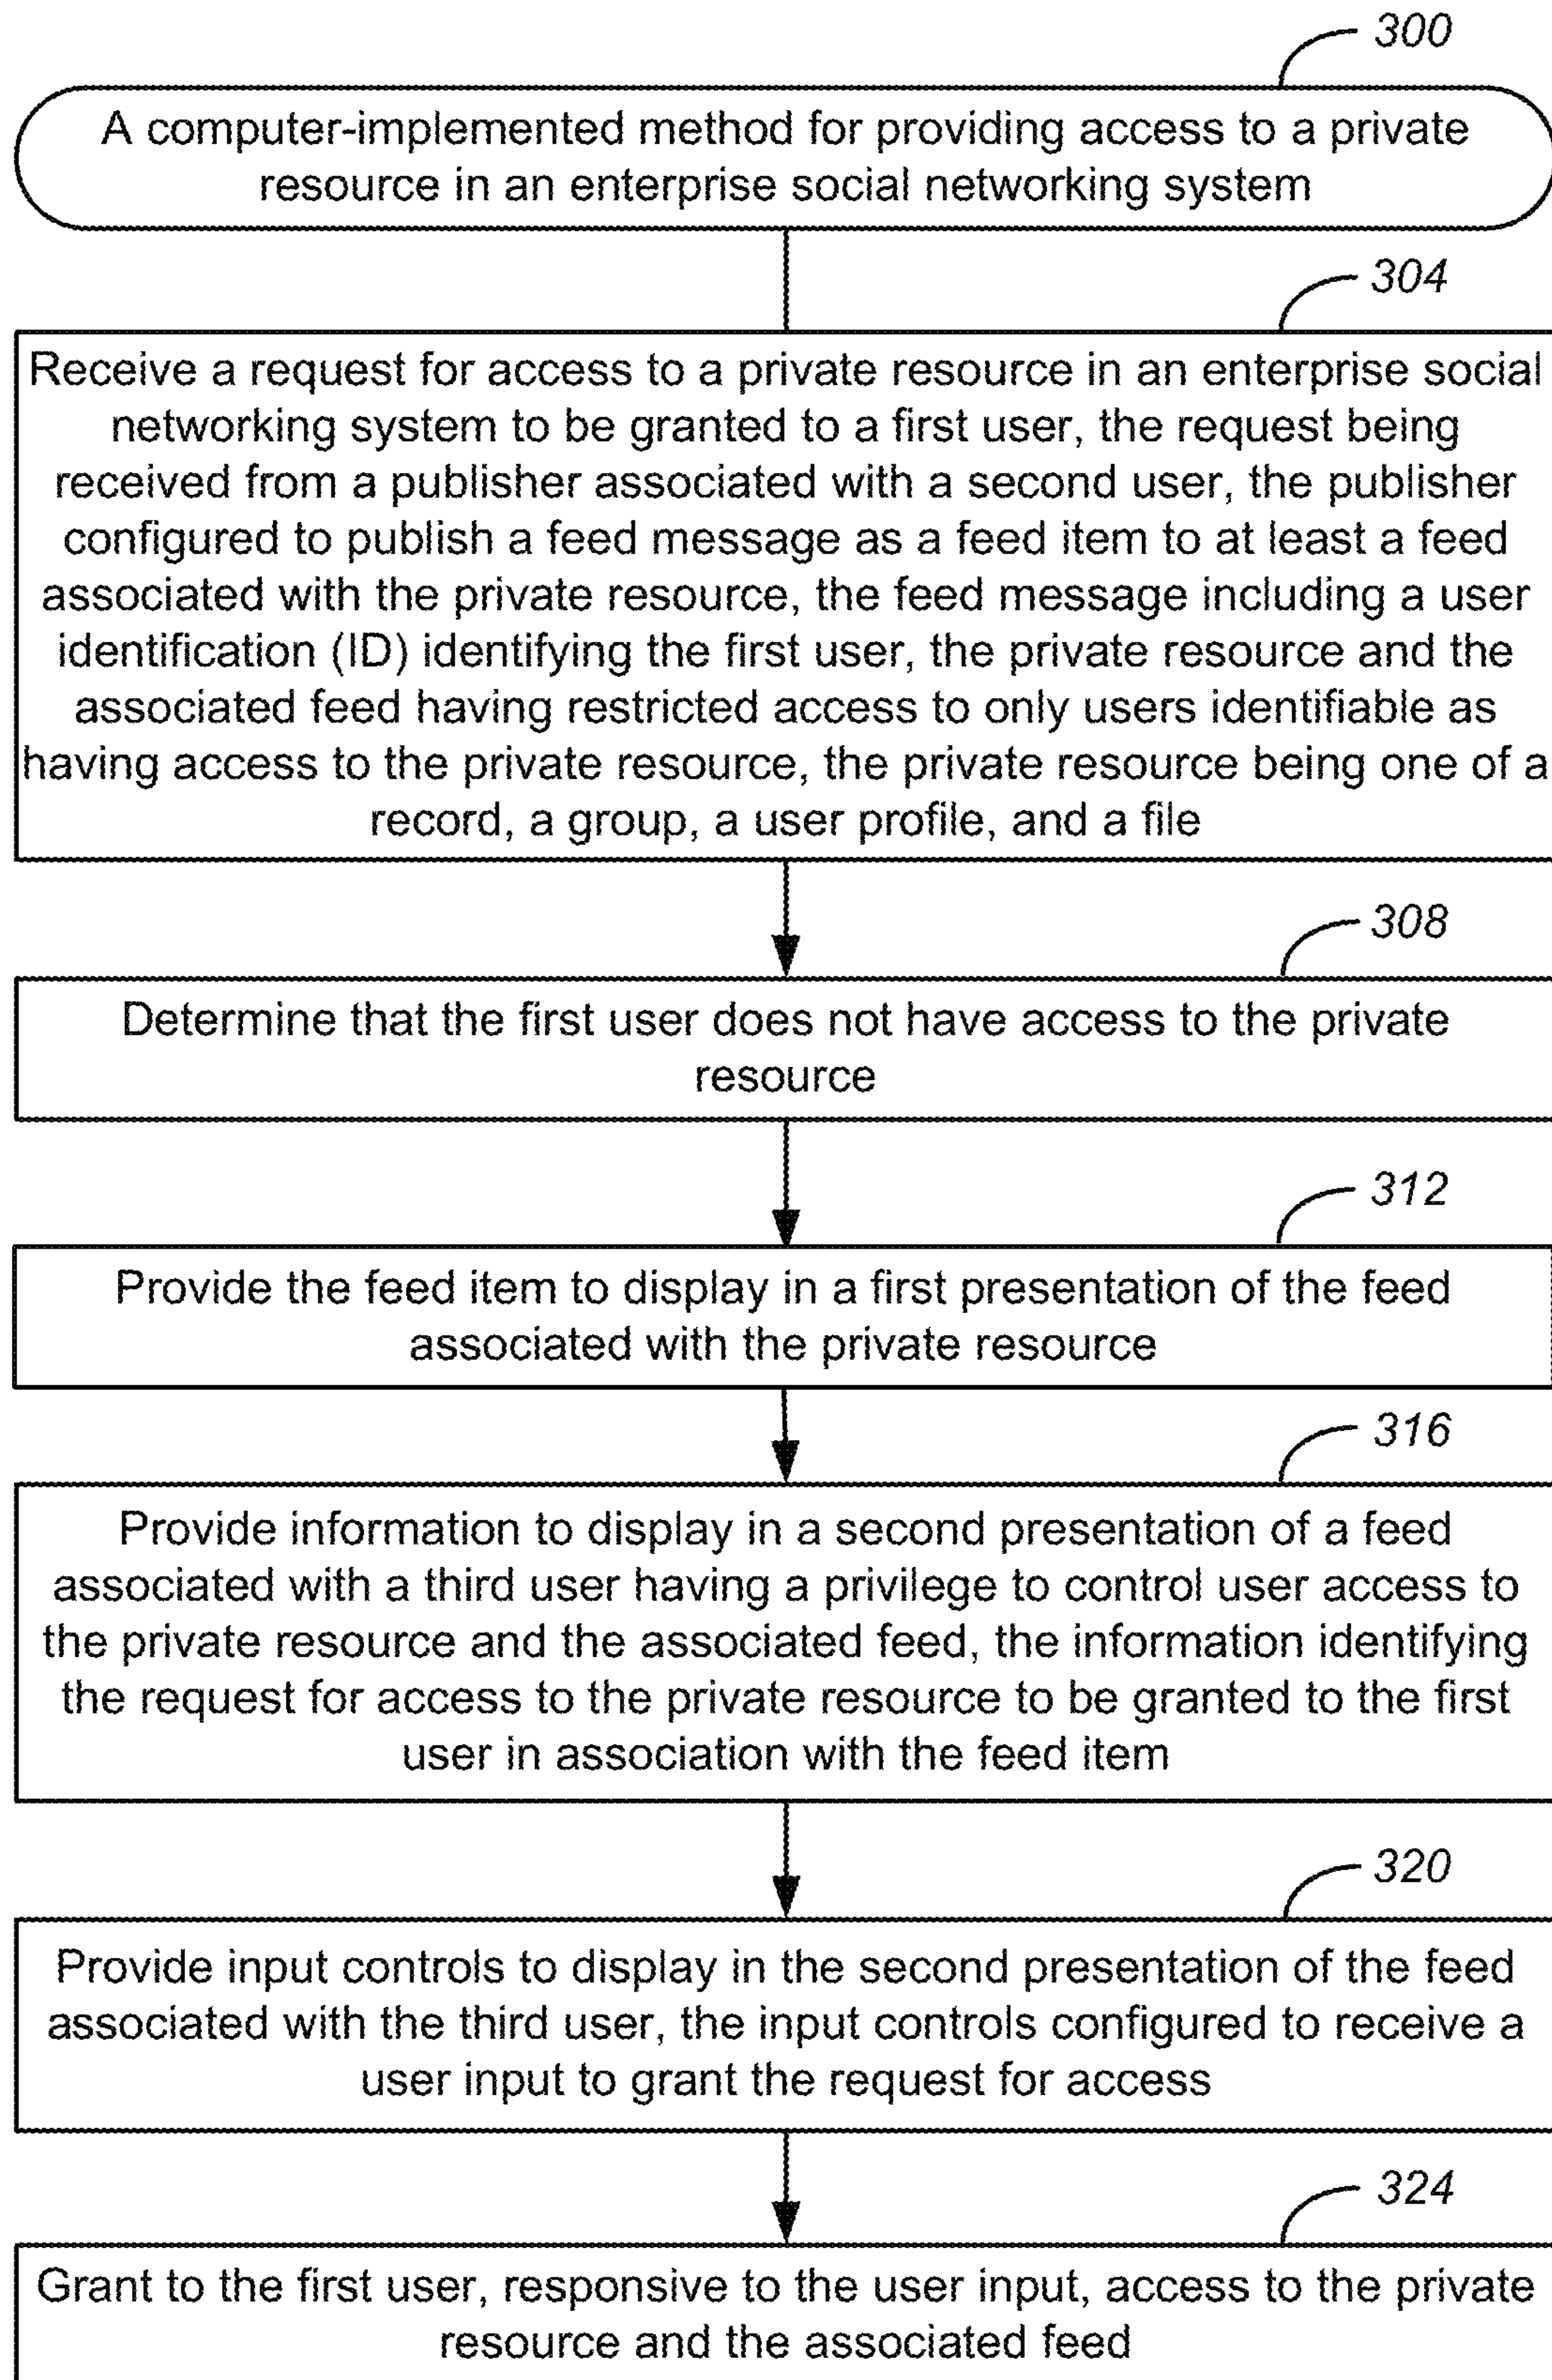 300
A computer-implemented method for providing access to a private
resource in an enterprise social networking system
304
Receive a request for access to a private resource in an enterprise social
networking system to be granted to a first user, the request being
received from a publisher associated with a second user, the publisher
configured to publish a feed message as a feed item to at least a feed
associated with the private resource, the feed message including a user
identification (ID) identifying the first user, the private resource and the
associated feed having restricted access to only users identifiable as
having access to the private resource, the private resource being one of a
record, a group, a user profile, and a file
308
Determine that the first user does not have access to the private
resource
312
Provide the feed item to display in a first presentation of the feed
associated with the private resource
316
Provide information to display in a second presentation of a feed
associated with a third user having a privilege to control user access to
the private resource and the associated feed, the information identifying
the request for access to the private resource to be granted to the first
user in association with the feed item
320
Provide input controls to display in the second presentation of the feed
associated with the third user, the input controls configured to receive a
user input to grant the request for access
324
Grant to the first user, responsive to the user input, access to the private
resource and the associated feed